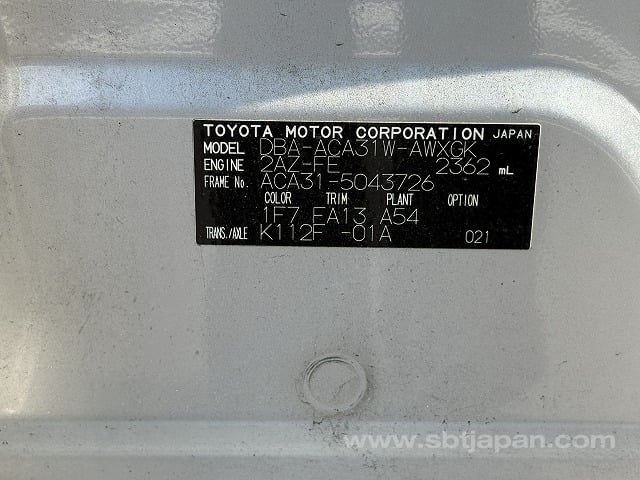 TOYOTA MOTOR CORPORATION JAPAN
MODEL DBA-ACA31W-AWXGK
ENGINE 2AZ-FE 2362 mL
FRAME No. ACA31-5043726
COLOR TRIM PLANT OPTION
1F7 FA13 A54
TRANS./AXLE K112F -01A 021
www.sbtjapan.com